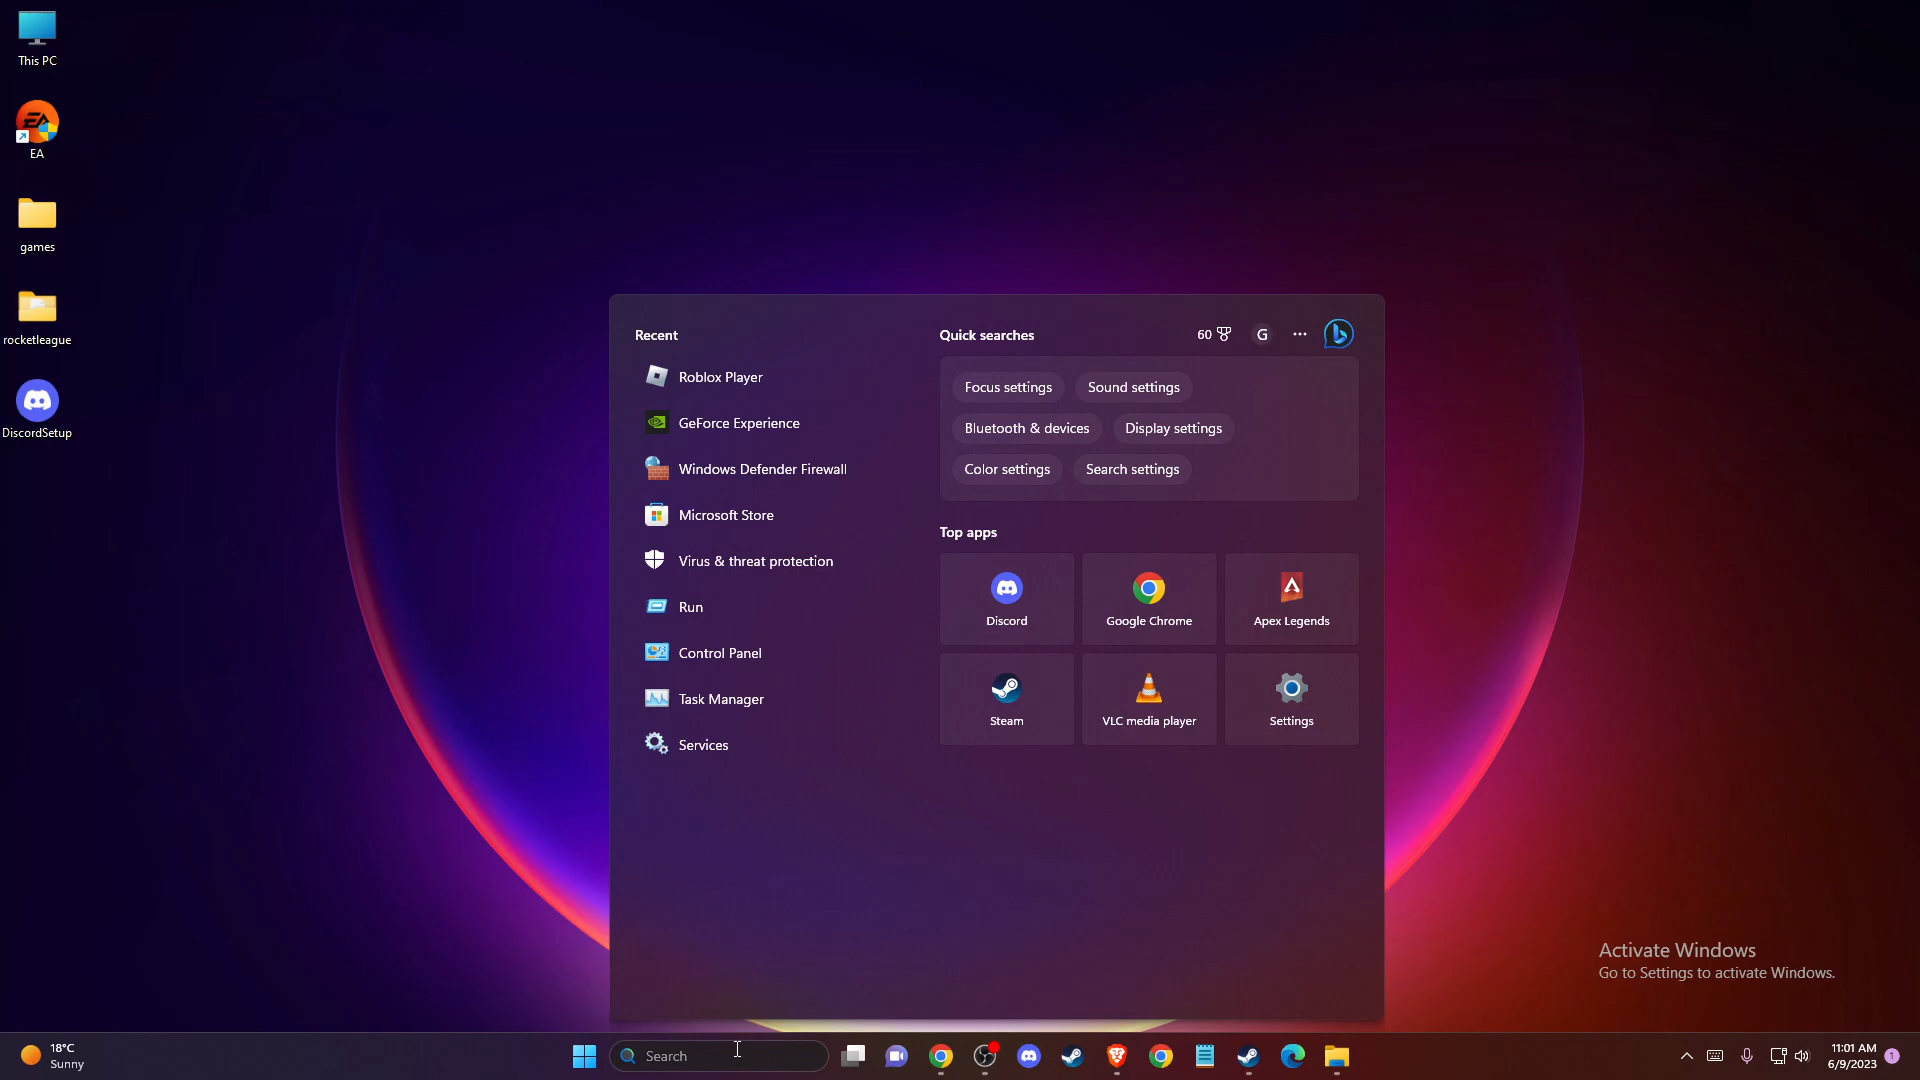 This PC
EA
games
rocketleague
DiscordSetup
Recent
Roblox Player
GeForce Experience
Windows Defender Firewall
Microsoft Store
Virus & threat protection
Run
Control Panel
Task Manager
Services
Quick searches
60
G
Focus settings
Sound settings
Bluetooth & devices
Display settings
Color settings
Search settings
Top apps
Discord
Google Chrome
Apex Legends
Steam
VLC media player
Settings
Activate Windows
Go to Settings to activate Windows.
18°C
Sunny
Search
11:01 AM
6/9/2023
1